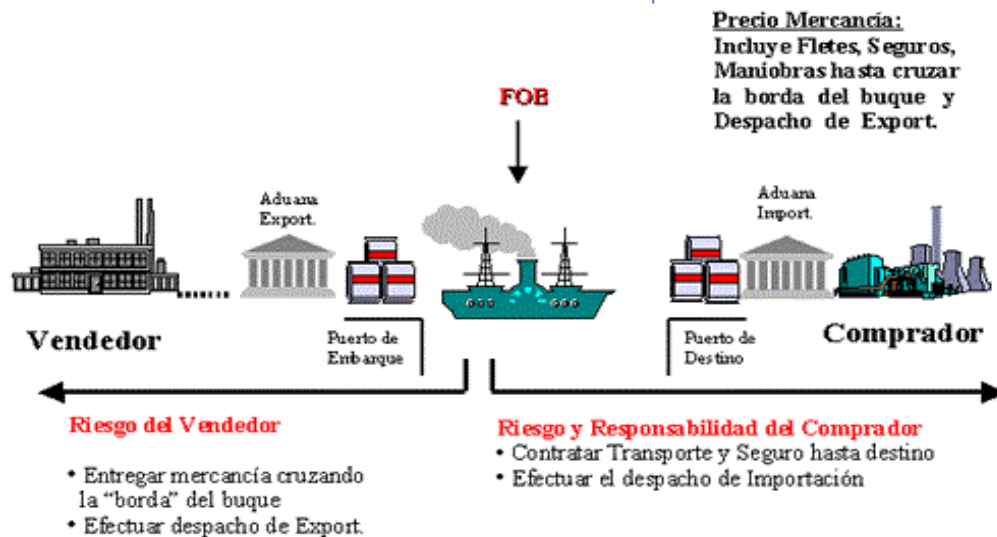 Precio Mercancía:
Incluye Fletes, Seguros,
Maniobras hasta cruzar
la borda del buque y
Despacho de Export.
FOB
Aduana
Export.
Aduana
Import.
Vendedor
Puerto de
Embarque
Puerto de
Destino
Comprador
Riesgo del Vendedor
• Entregar mercancía cruzando
la "borda" del buque
• Efectuar despacho de Export.
Riesgo y Responsabilidad del Comprador
• Contratar Transporte y Seguro hasta destino
• Efectuar el despacho de Importación